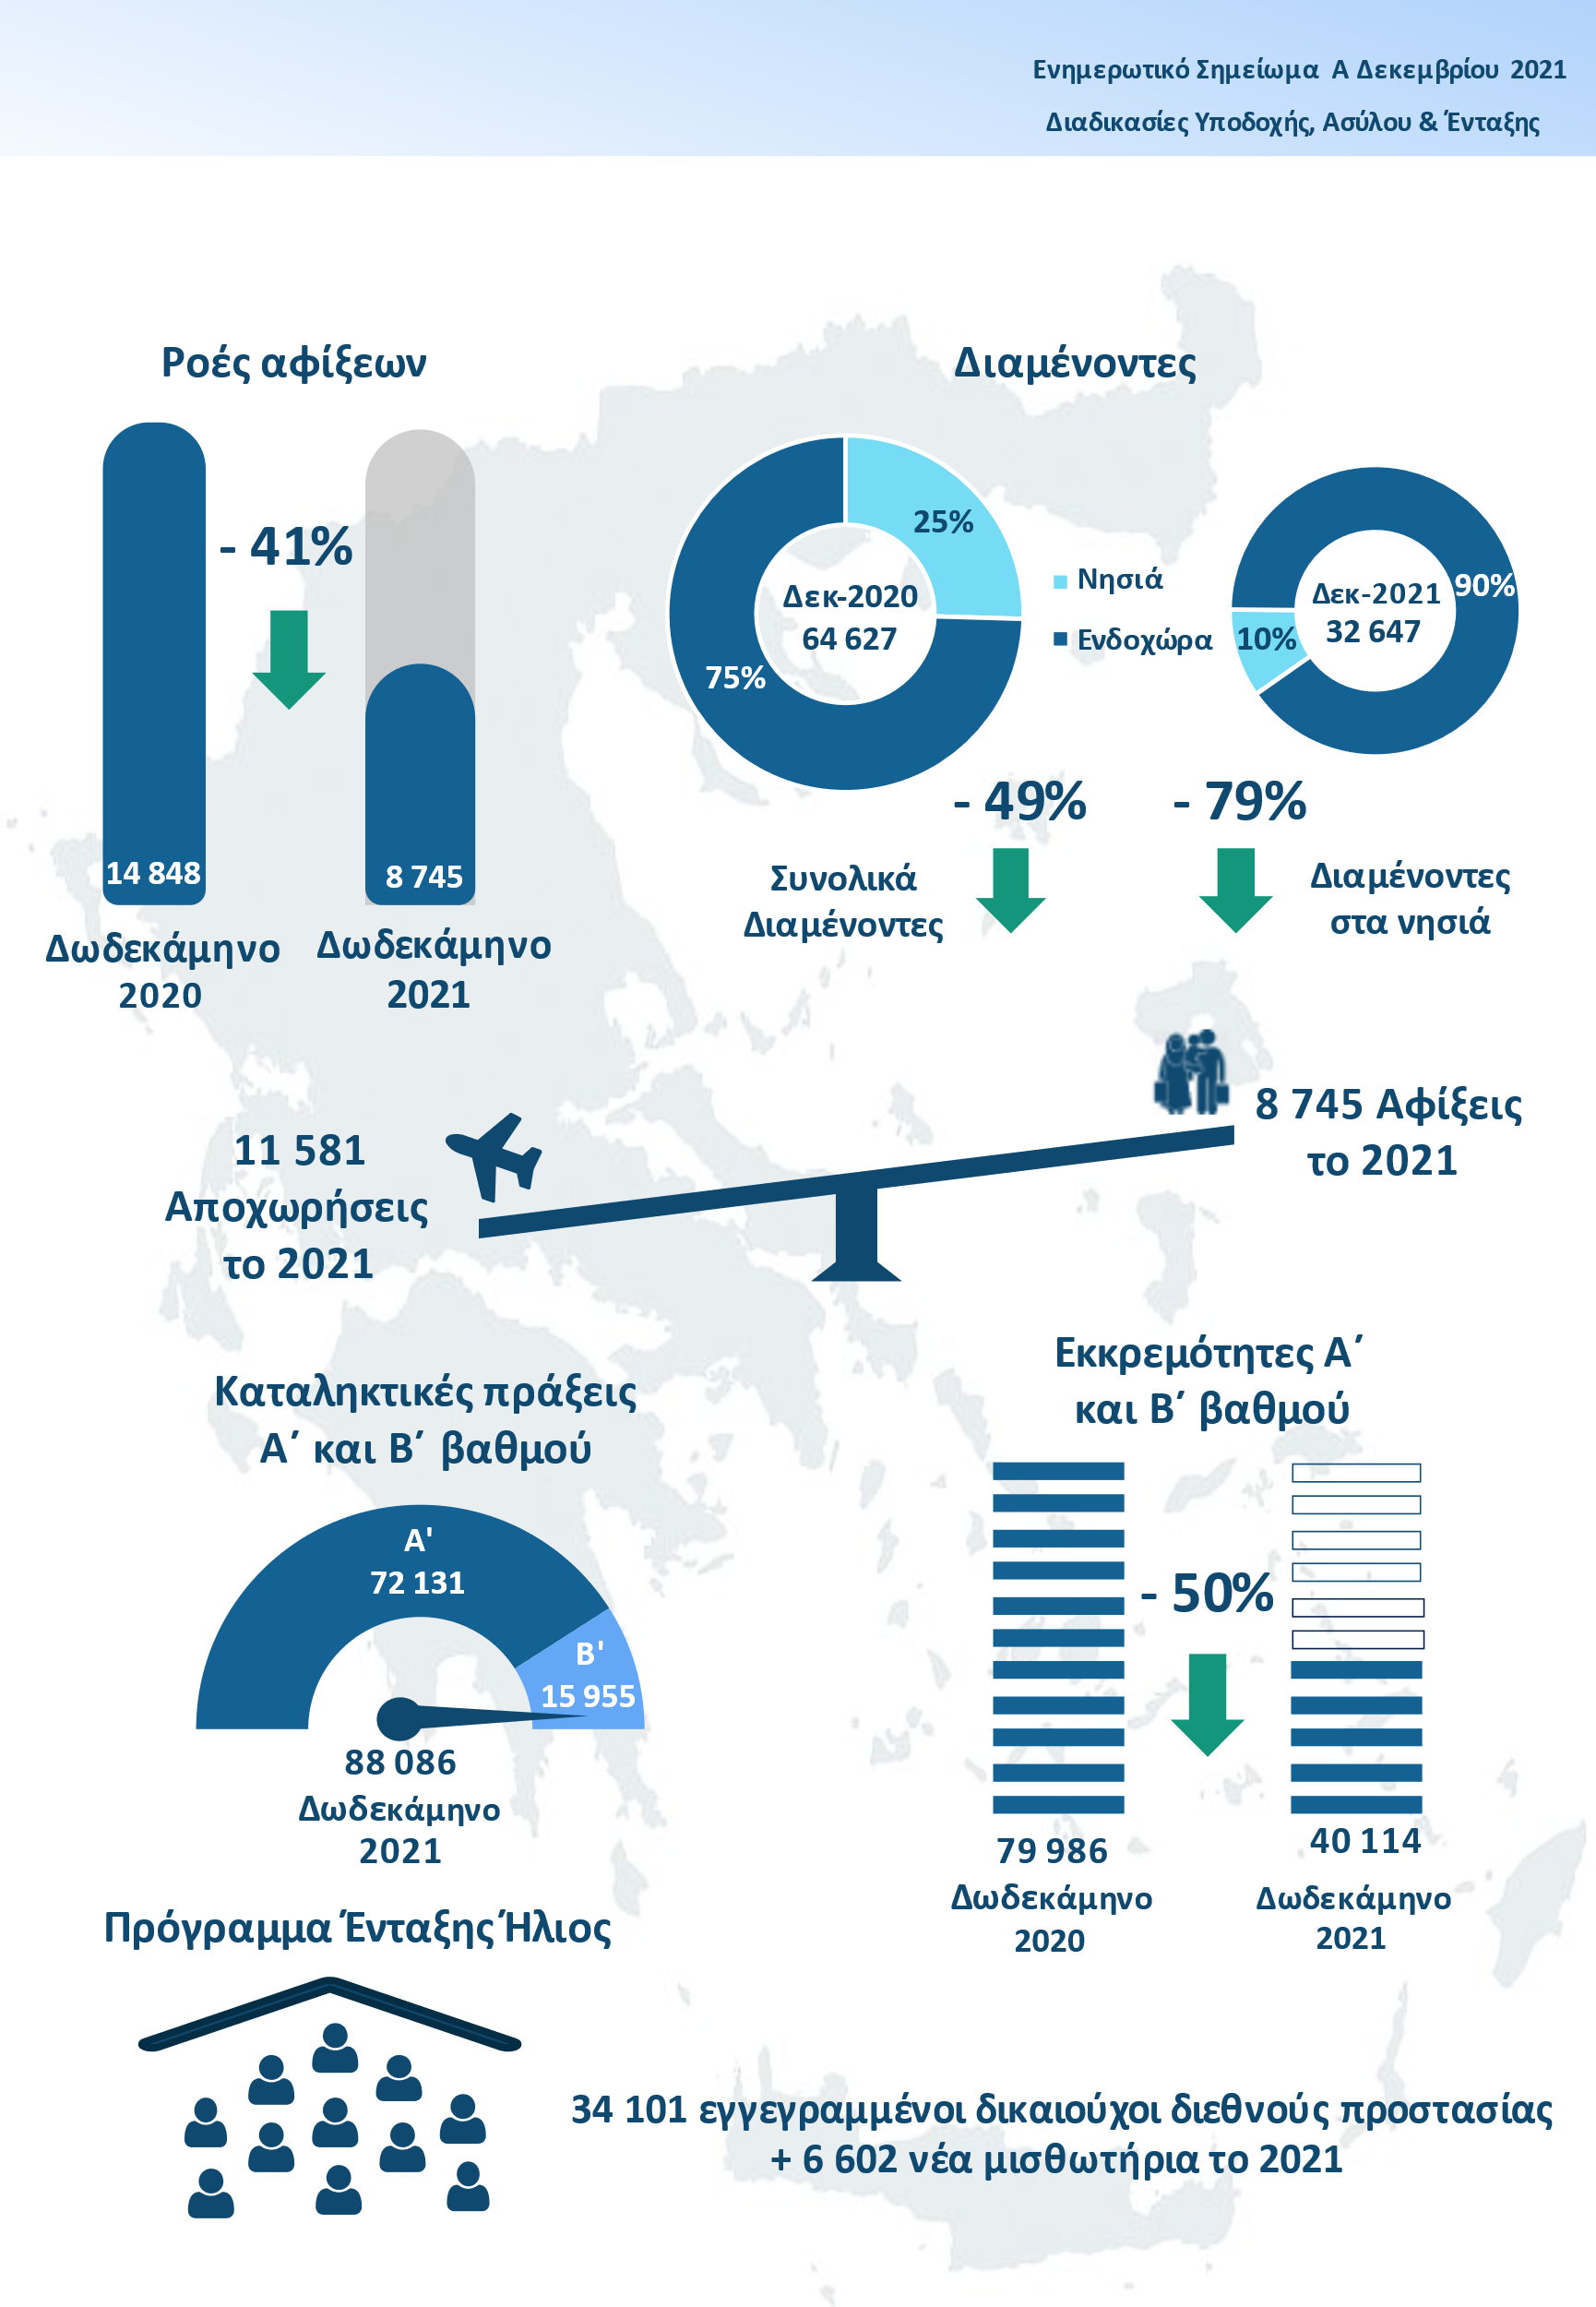 Ενημερωτικό Σημείωμα Α Δεκεμβρίου 2021
Διαδικασίες Υποδοχής, Ασύλου & Ένταξης
Ροές αφίξεων
- 41%
14 848
8 745
Δωδεκάμηνο
2020
Δωδεκάμηνο
2021
Διαμένοντες
25%
75%
Δεκ-2020
64 627
Νησιά
Ενδοχώρα
90%
10%
Δεκ-2021
32 647
- 49%
Συνολικά
Διαμένοντες
- 79%
Διαμένοντες
στα νησιά
11 581
Αποχωρήσεις
το 2021
8 745 Αφίξεις
το 2021
Καταληκτικές πράξεις
Α΄ και Β΄ βαθμού
Α'
72 131
Β'
15 955
88 086
Δωδεκάμηνο
2021
Εκκρεμότητες Α΄
και Β΄ βαθμού
- 50%
79 986
Δωδεκάμηνο
2020
40 114
Δωδεκάμηνο
2021
Πρόγραμμα Ένταξης Ήλιος
34 101 εγγεγραμμένοι δικαιούχοι διεθνούς προστασίας
+ 6 602 νέα μισθωτήρια το 2021